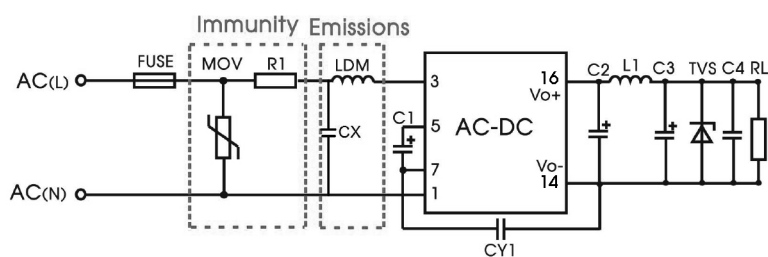 Immunity
Emissions
FUSE
MOV
R1
LDM
AC(L)
CX
C1
3
5
7
1
AC-DC
16
Vo+
Vo-
14
C2
L1
C3
TVS
C4
RL
AC(N)
CY1